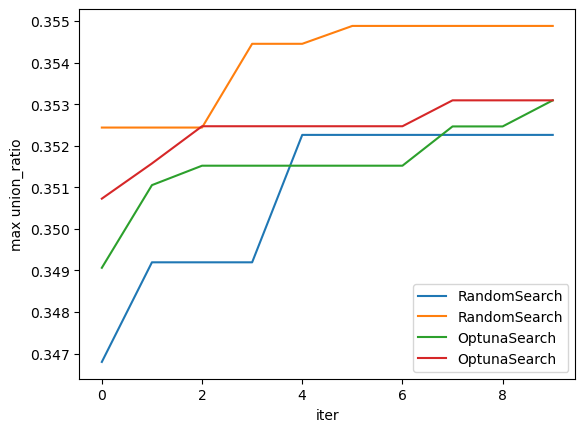 max union_ratio
0.355
0.354
0.353
0.352
0.351
0.350
0.349
0.348
0.347
0
2
4
6
8
iter
RandomSearch
RandomSearch
OptunaSearch
OptunaSearch